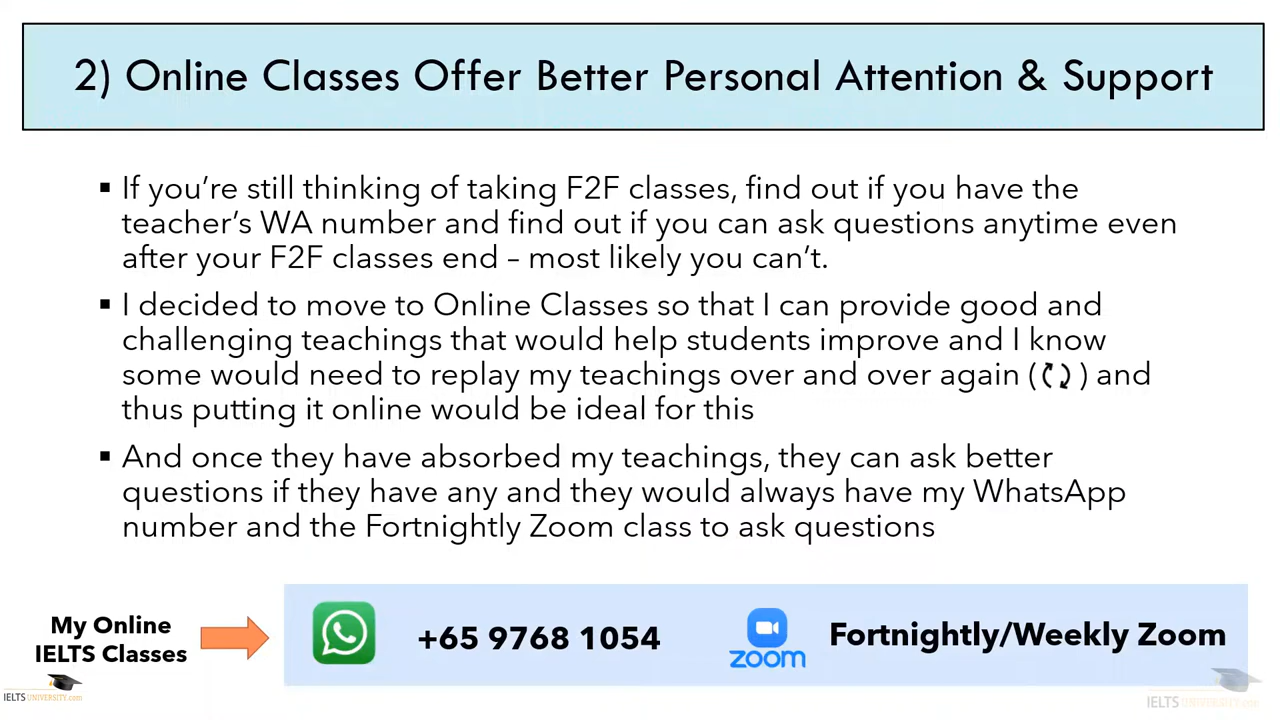 2) Online Classes Offer Better Personal Attention & Support
▪ If you’re still thinking of taking F2F classes, find out if you have the
teacher’s WA number and find out if you can ask questions anytime even
after your F2F classes end – most likely you can’t.
▪ I decided to move to Online Classes so that I can provide good and
challenging teachings that would help students improve and I know
some would need to replay my teachings over and over again ( ) and
thus putting it online would be ideal for this
▪ And once they have absorbed my teachings, they can ask better
questions if they have any and they would always have my WhatsApp
number and the Fortnightly Zoom class to ask questions
My Online
IELTS Classes
+65 9768 1054
zoom
Fortnightly/Weekly Zoom
IELTS UNIVERSITY.com
IELTS UNIVERSITY.com